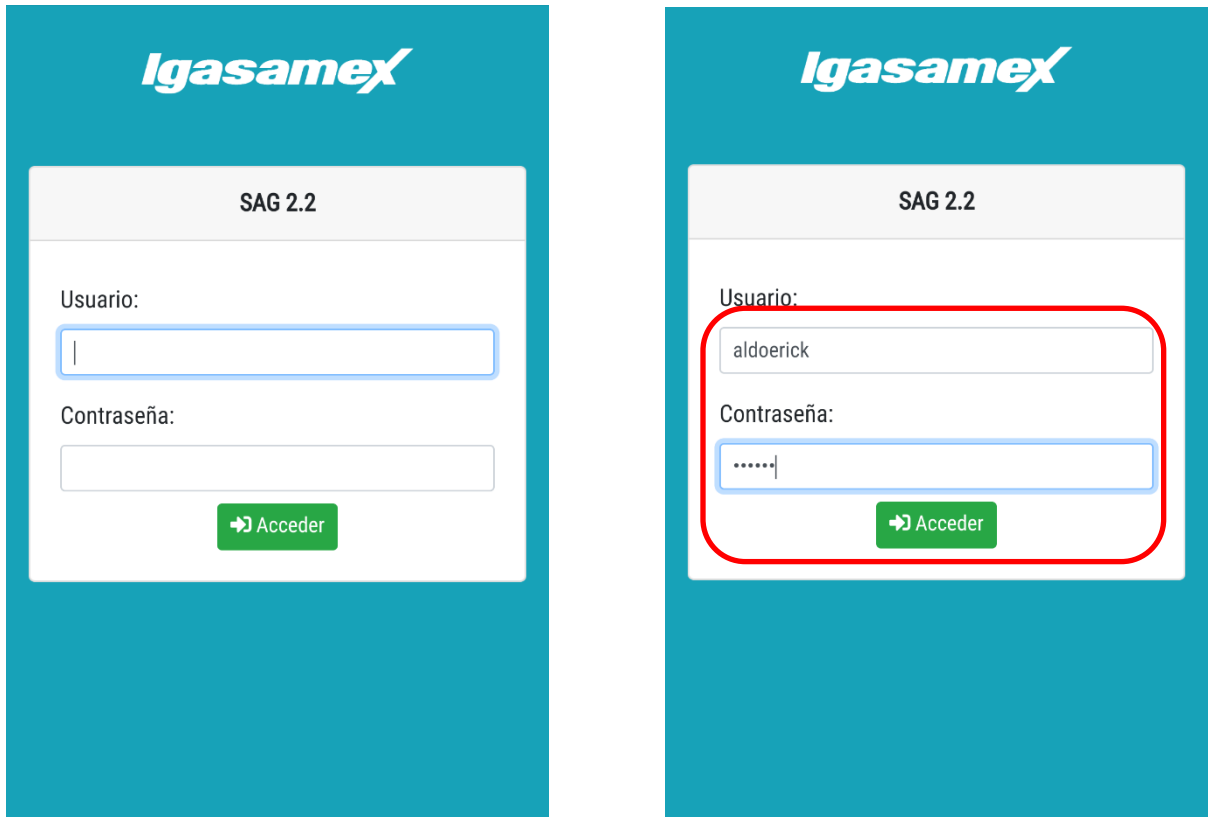 Igasamex
SAG 2.2
Usuario:
Contraseña:
Acceder
Igasamex
SAG 2.2
Usuario:
aldoerick
Contraseña:
••••••
Acceder